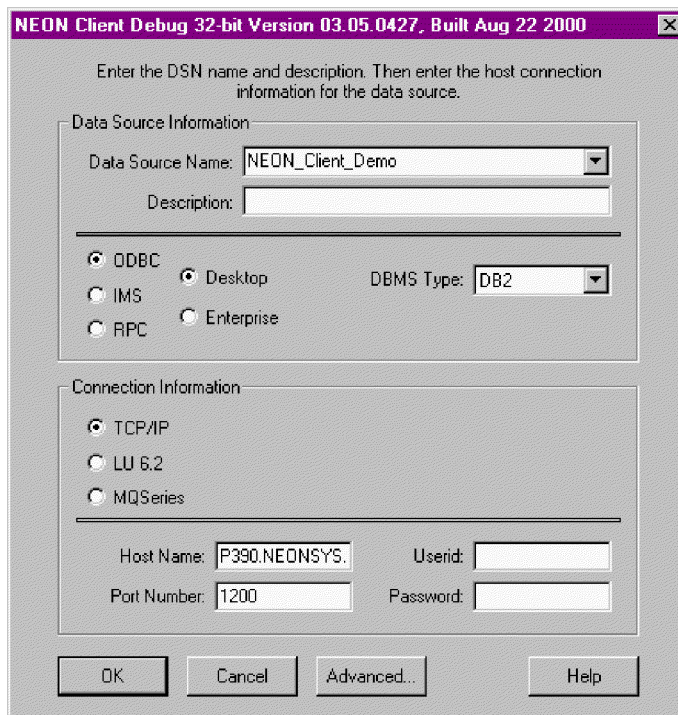 NEON Client Debug 32-bit Version 03.05.0427, Built Aug 22 2000
Enter the DSN name and description. Then enter the host connection
information for the data source.
Data Source Information
Data Source Name: NEON_Client_Demo
Description:
ODBC
Desktop
DBMS Type: DB2
IMS
Enterprise
RPC
Connection Information
TCP/IP
LU 6.2
MQSeries
Host Name: P390.NEONSYS. Userid:
Port Number: 1200 Password:
OK Cancel Advanced... Help